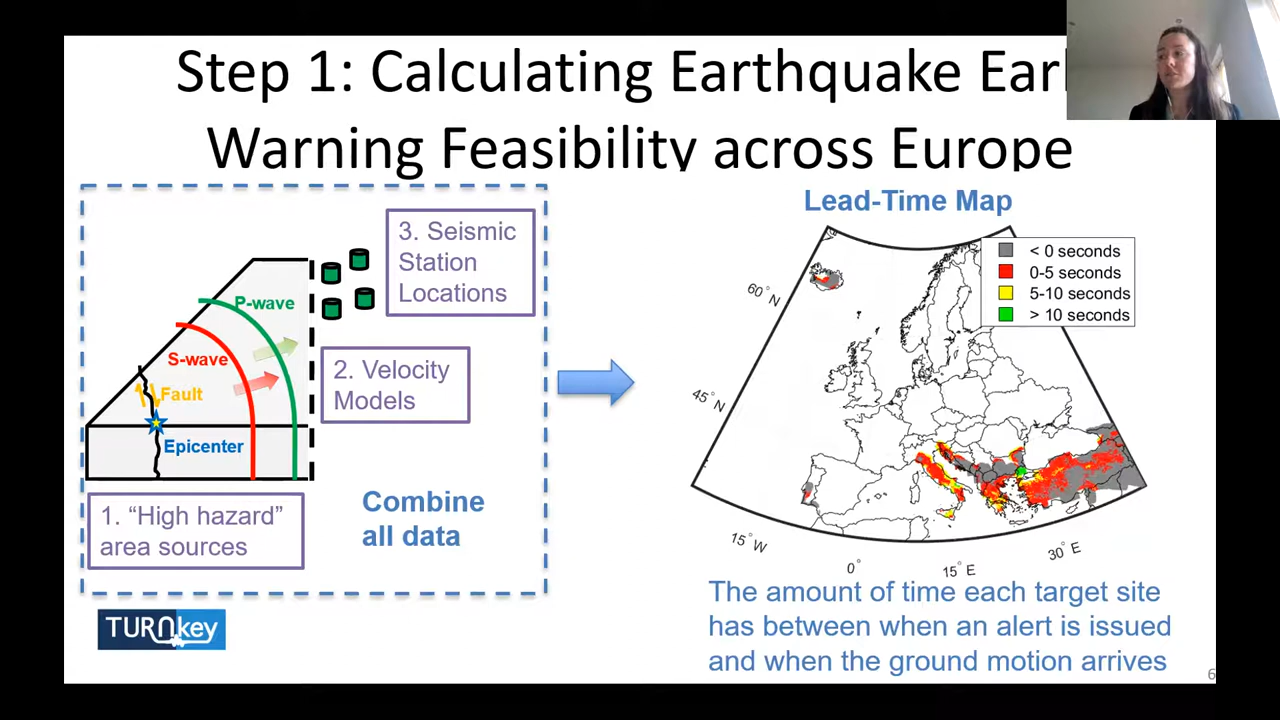 Step 1: Calculating Earthquake
Warning Feasibility across Europe
3. Seismic
Station
Locations
P-wave
S-wave
Fault
Epicenter
2. Velocity
Models
1. “High hazard”
area sources
Combine
all data
TURNkey
Lead-Time Map
< 0 seconds
0-5 seconds
5-10 seconds
> 10 seconds
60° N
45° N
15° W
0°
15° E
30° E
The amount of time each target site
has between when an alert is issued
and when the ground motion arrives
6